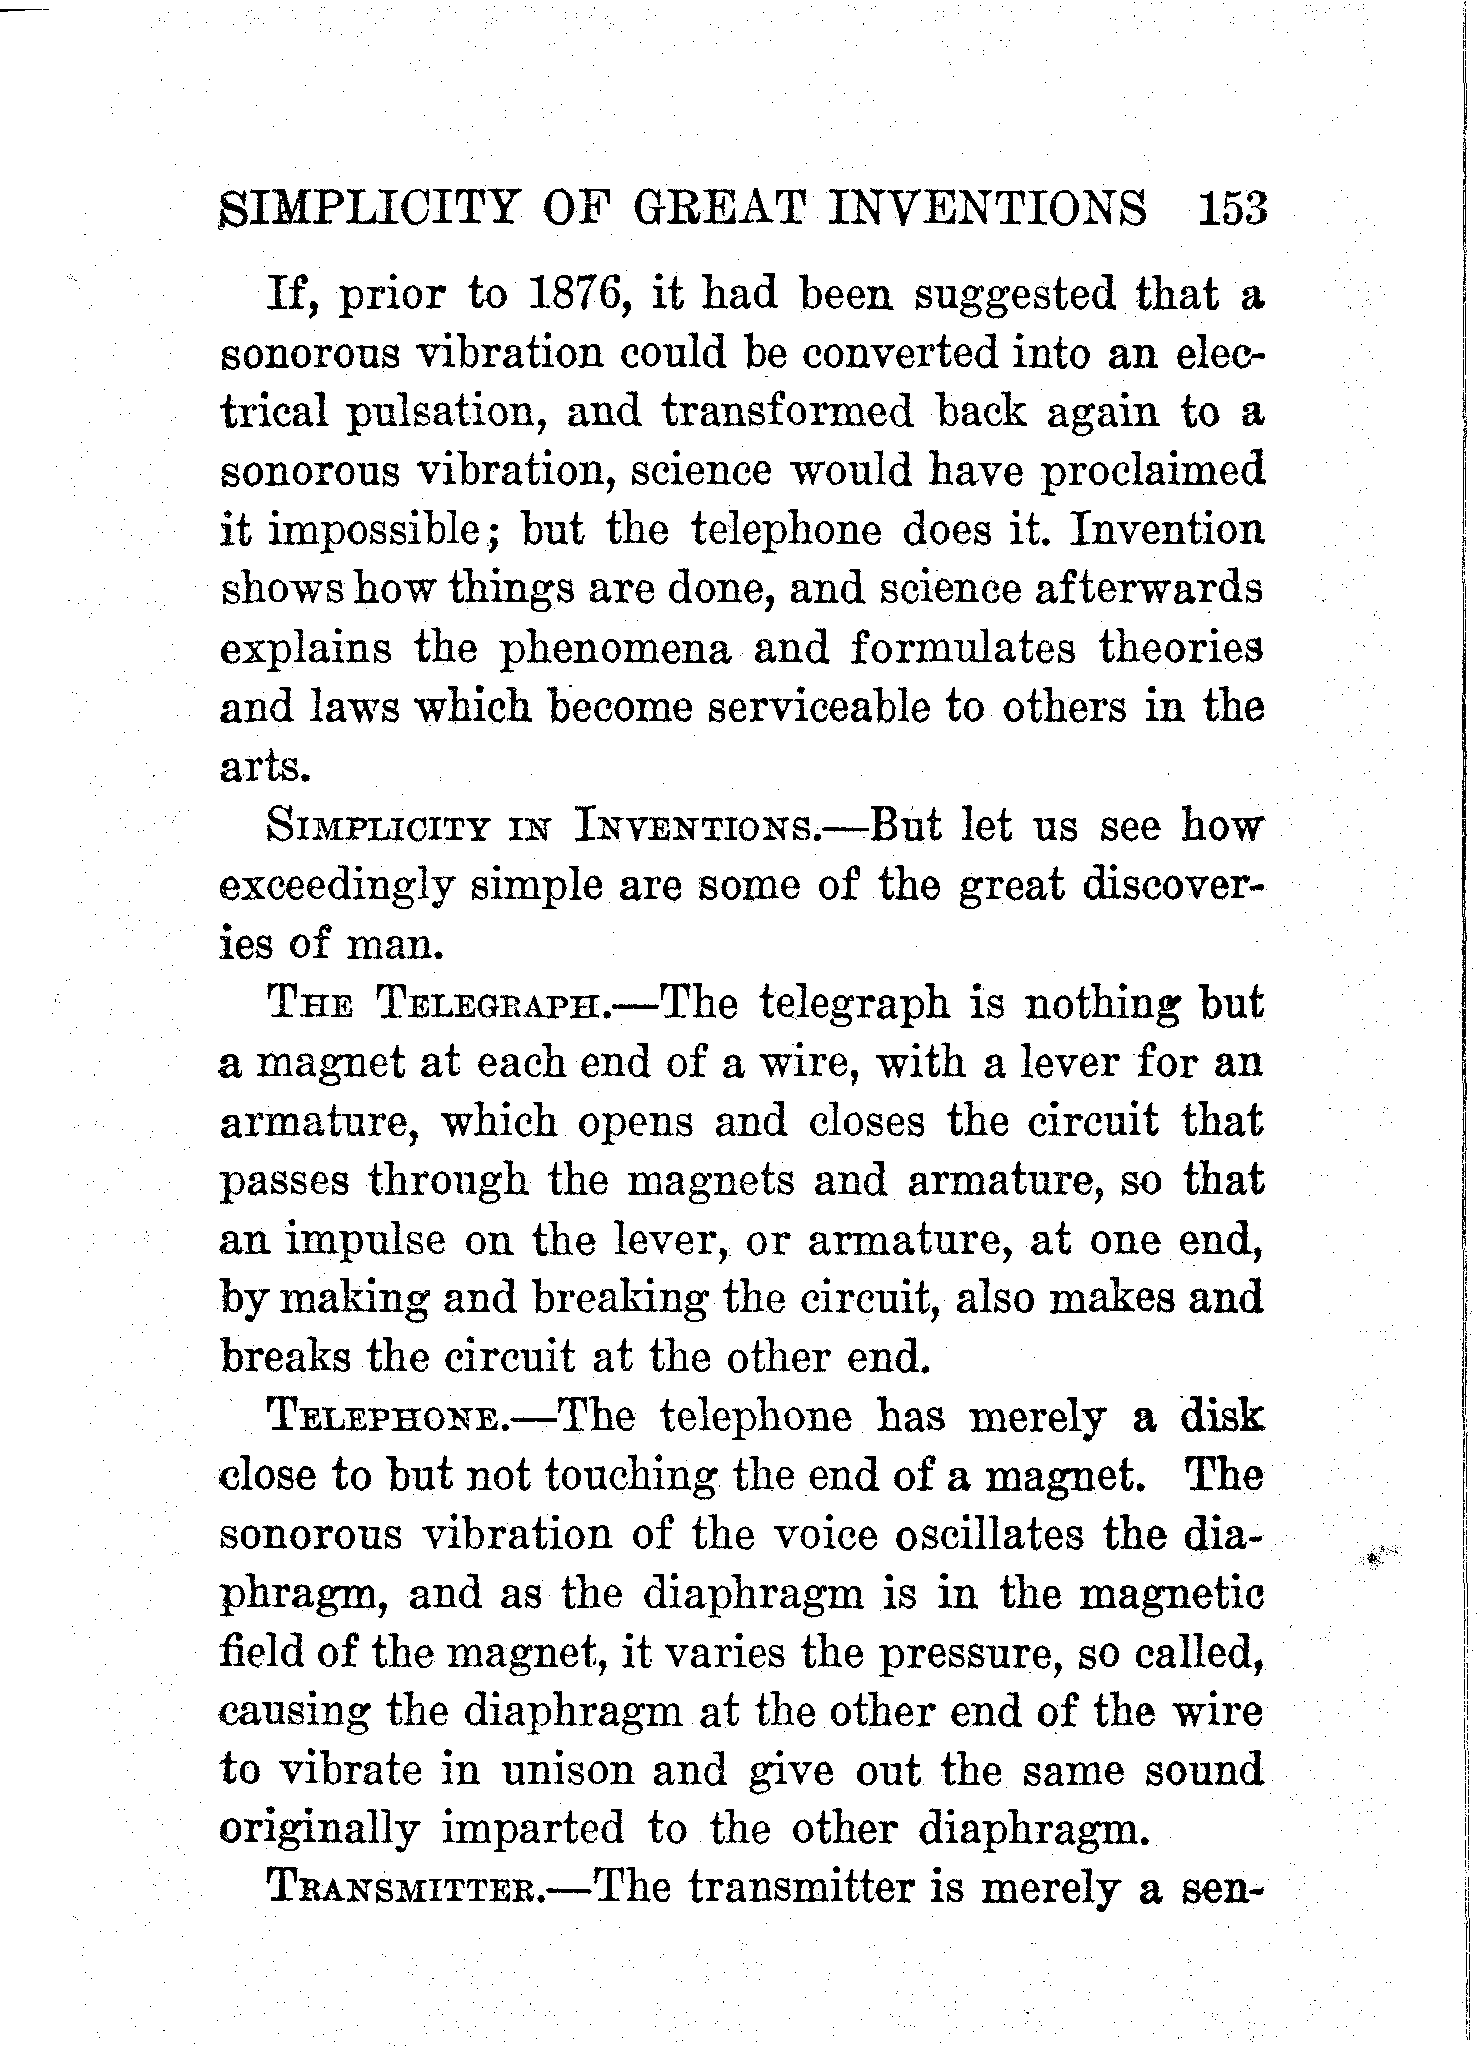 SIMPLICITY OF GREAT INVENTIONS 153
If, prior to 1876, it had been suggested that a
sonorous vibration could be converted into an elec-
trical pulsation, and transformed back again to a
sonorous vibration, science would have proclaimed
it impossible; but the telephone does it. Invention
shows how things are done, and science afterwards
explains the phenomena and formulates theories
and laws which become serviceable to others in the
arts.
SIMPLICITY IN INVENTIONS.—But let us see how
exceedingly simple are some of the great discover-
ies of man.
THE TELEGRAPH.—The telegraph is nothing but
a magnet at each end of a wire, with a lever for an
armature, which opens and closes the circuit that
passes through the magnets and armature, so that
an impulse on the lever, or armature, at one end,
by making and breaking the circuit, also makes and
breaks the circuit at the other end.
TELEPHONE.—The telephone has merely a disk
close to but not touching the end of a magnet. The
sonorous vibration of the voice oscillates the dia-
phragm, and as the diaphragm is in the magnetic
field of the magnet, it varies the pressure, so called,
causing the diaphragm at the other end of the wire
to vibrate in unison and give out the same sound
originally imparted to the other diaphragm.
TRANSMITTER.—The transmitter is merely a sen-